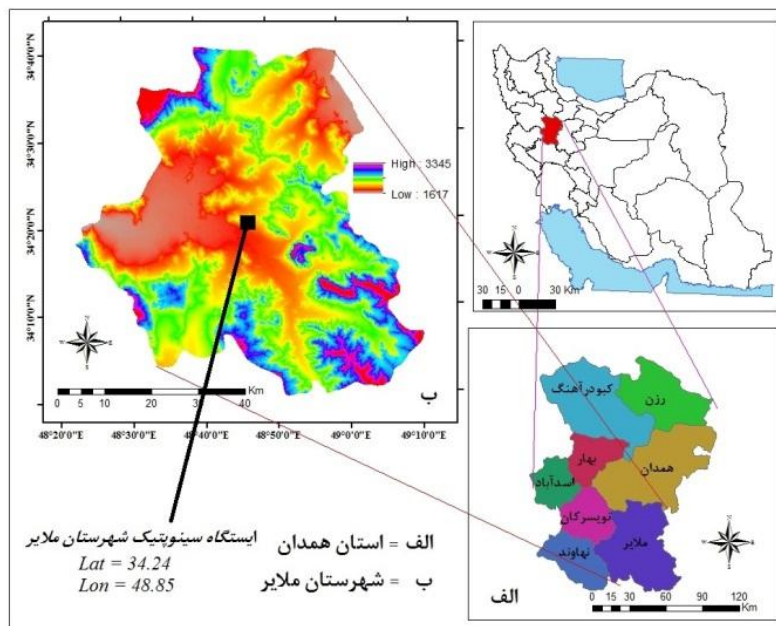 34°40'0"N
34°30'0"N
34°20'0"N
34°10'0"N
High : 3345
Low : 1617
N
W
E
S
Km
0 5 10 20 30 40
ب
48°20'0"E 48°30'0"E 48°40'0"E 48°50'0"E 49°0'0"E 49°10'0"E
30 15 0 30 Km
کبودرآهنگ
رزن
بهار
همدان
اسدآباد
تویسرکان
ملایر
نهاوند
الف
Km
0 15 30 60 90 120
ایستگاه سینوپتیک شهرستان ملایر
Lat = 34.24
Lon = 48.85
الف = استان همدان
ب = شهرستان ملایر